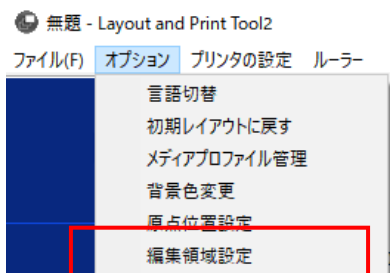 無題 - Layout and Print Tool2
ファイル(F) オプション プリンタの設定 ルーラー
言語切替
初期レイアウトに戻す
メディアプロファイル管理
背景色変更
原点位置設定
編集領域設定